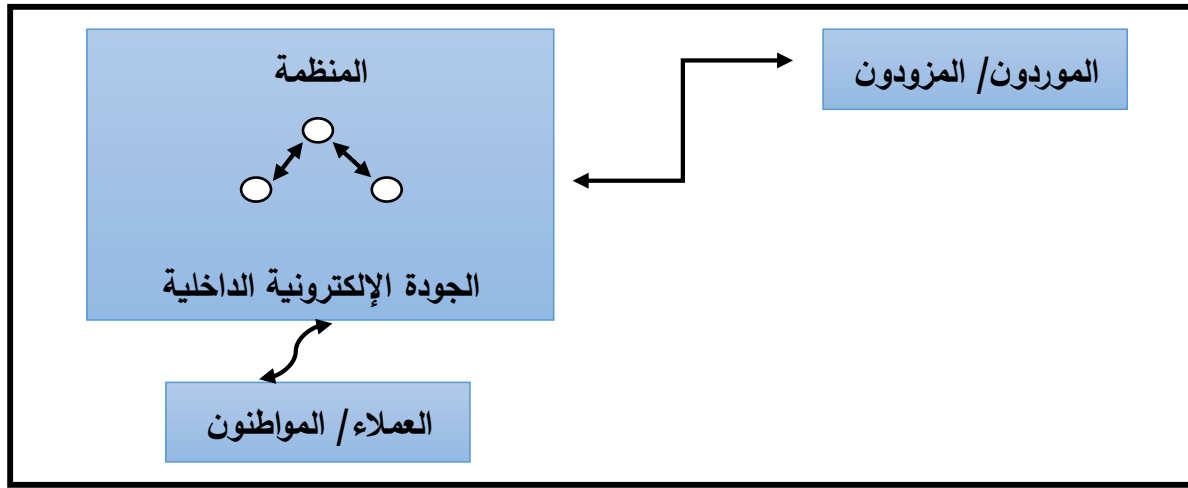 المنظمة
الموردون/ المزودون
الجودة الإلكترونية الداخلية
العملاء/ المواطنون